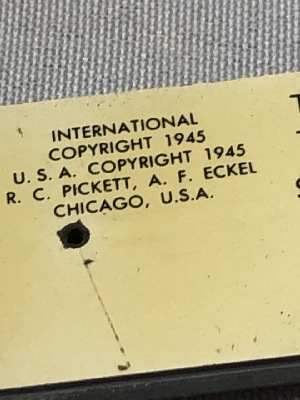 INTERNATIONAL
COPYRIGHT 1945
U. S. A. COPYRIGHT 1945
R. C. PICKETT, A. F. ECKEL
CHICAGO, U.S.A.